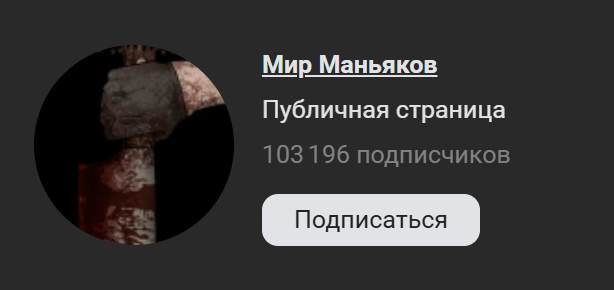 Мир Маньяков
Публичная страница
103 196 подписчиков
Подписаться